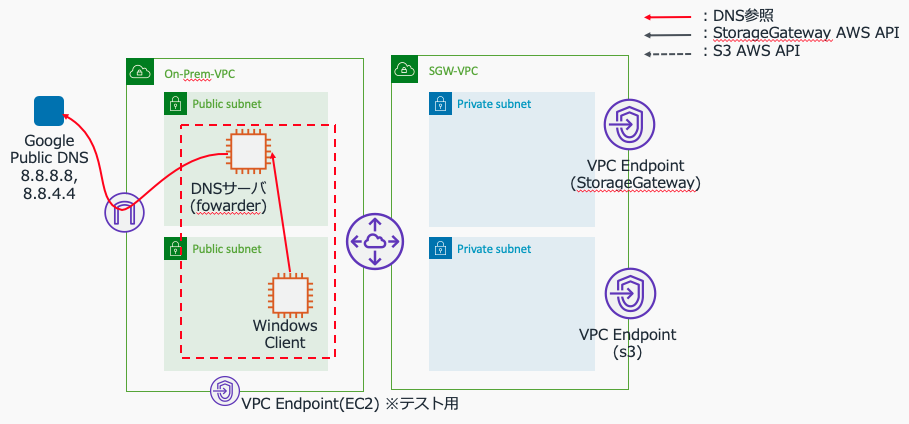 : DNS参照
: StorageGateway AWS API
: S3 AWS API
On-Prem-VPC
SGW-VPC
Public subnet
Private subnet
Google
Public DNS
8.8.8.8,
8.8.4.4
DNSサーバ
(fowarder)
VPC Endpoint
(StorageGateway)
Public subnet
Private subnet
Windows
Client
VPC Endpoint
(s3)
VPC Endpoint(EC2) ※テスト用